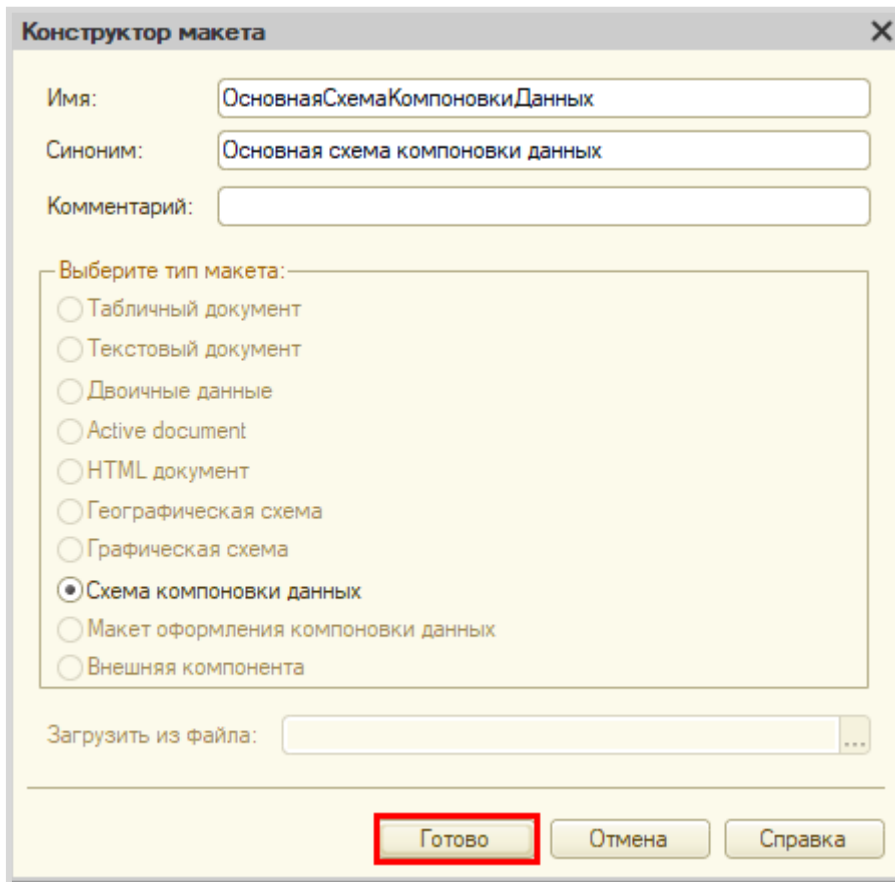 Конструктор макета
Имя: ОсновнаяСхемаКомпоновкиДанных
Синоним: Основная схема компоновки данных
Комментарий:
Выберите тип макета:
Табличный документ
Текстовый документ
Двоичные данные
Active document
HTML документ
Географическая схема
Графическая схема
Схема компоновки данных
Макет оформления компоновки данных
Внешняя компонента
Загрузить из файла: ...
Готово Отмена Справка